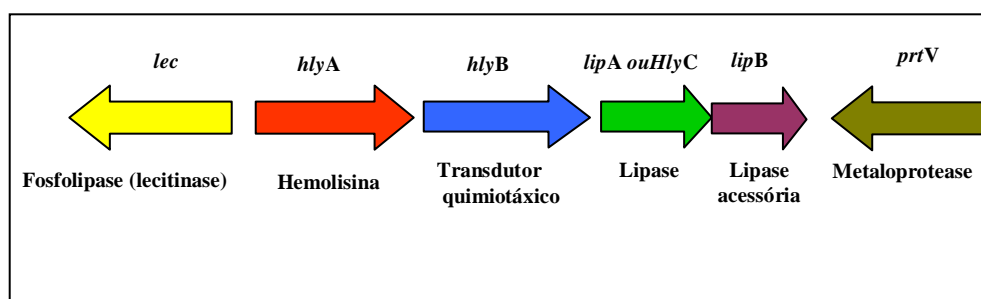 lec hlyA hlyB lipA ouHlyC lipB prtV
Fosfolipase (lecitinase)
Hemolisina
Transdutor
quimiotáxico
Lipase
Lipase
acessória
Metaloprotease